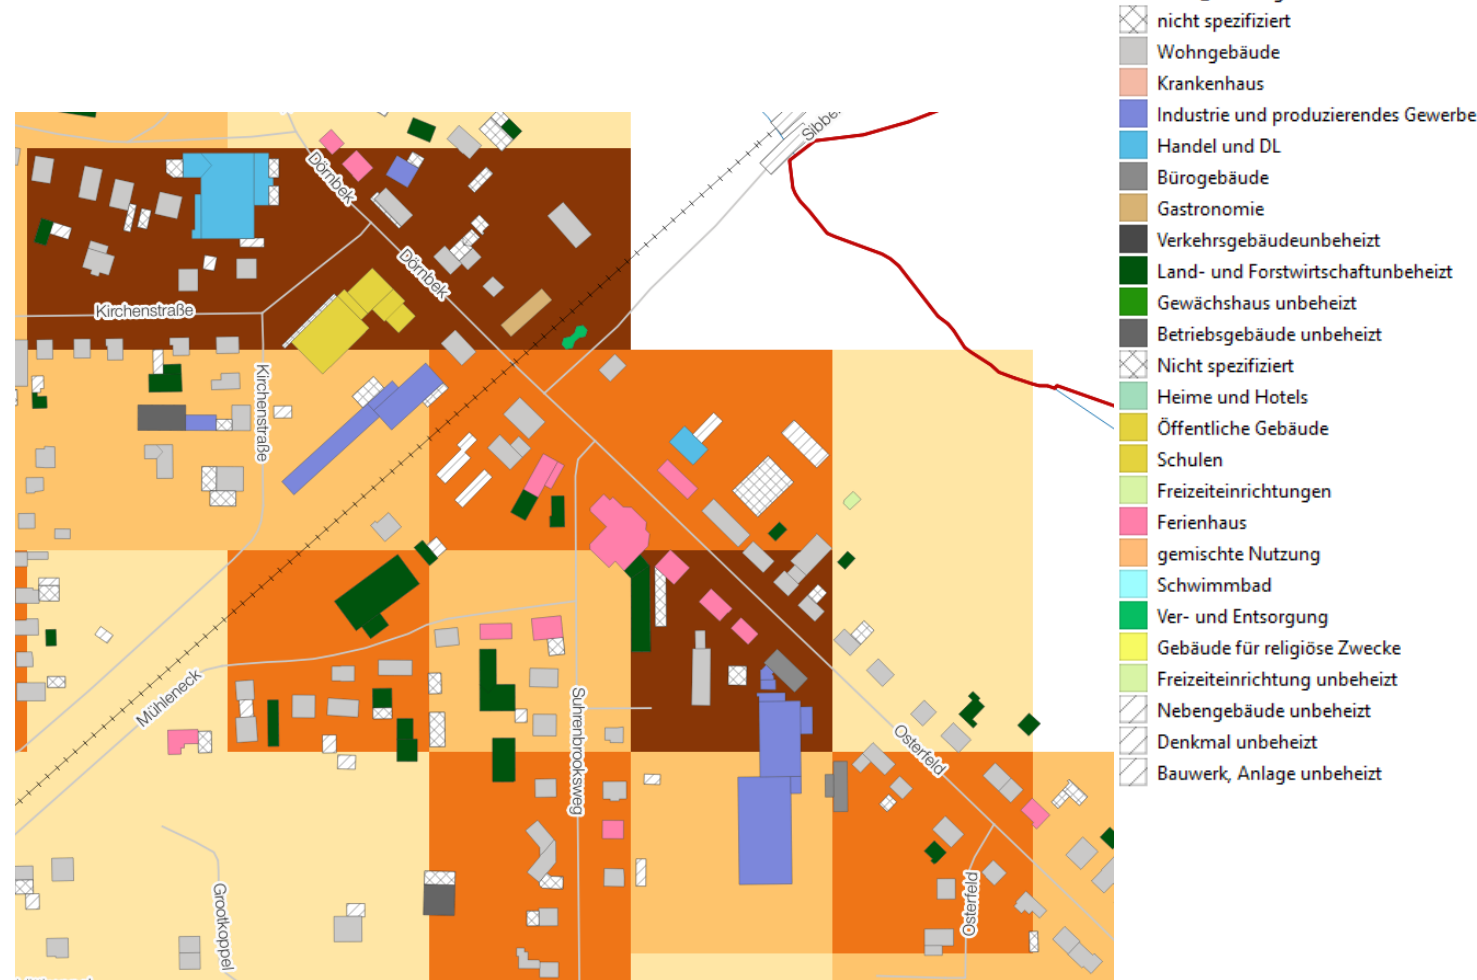 nicht spezifiziert
Wohngebäude
Krankenhaus
Industrie und produzierendes Gewerbe
Handel und DL
Bürogebäude
Gastronomie
Verkehrsgebäudeunbeheizt
Land- und Forstwirtschaftunbeheizt
Gewächshaus unbeheizt
Betriebsgebäude unbeheizt
Nicht spezifiziert
Heime und Hotels
Öffentliche Gebäude
Schulen
Freizeiteinrichtungen
Ferienhaus
gemischte Nutzung
Schwimmbad
Ver- und Entsorgung
Gebäude für religiöse Zwecke
Freizeiteinrichtung unbeheizt
Nebengebäude unbeheizt
Denkmal unbeheizt
Bauwerk, Anlage unbeheizt
Sibbe
Dörnbek
Dörnbek
Kirchenstraße
Kirchenstraße
Mühleneck
Suhrenbrooksweg
Osterfeld
Osterfeld
Grootkoppel